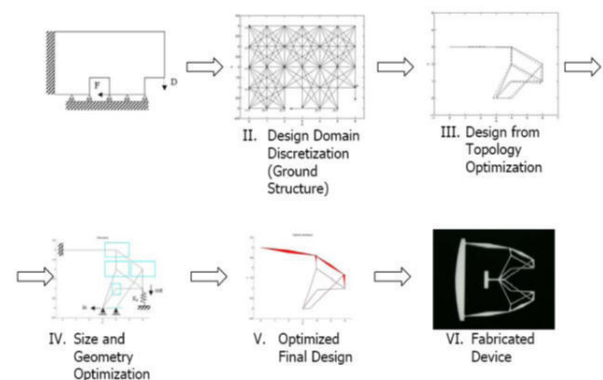 F
D
II. Design Domain
Discretization
(Ground
Structure)
III. Design from
Topology
Optimization
IV. Size and
Geometry
Optimization
V. Optimized
Final Design
VI. Fabricated
Device